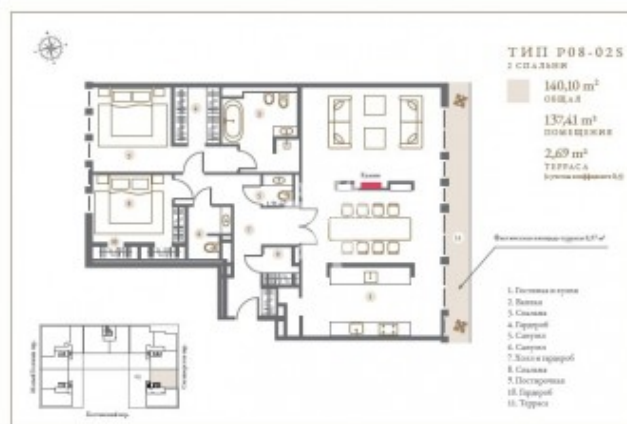 ТИП P08-02S
2 СПАЛЬНИ
140,10 m²
ОБЩАЯ
137,41 m²
ПОМЕЩЕНИЯ
2,69 m²
ТЕРРАСА
Камин
1. Гостиная и кухня
2. Ванная
3. Спальня
4. Гардероб
5. Санузел
6. Санузел
7. Холл и гардероб
8. Спальня
9. Постирочная
10. Гардероб
11. Терраса